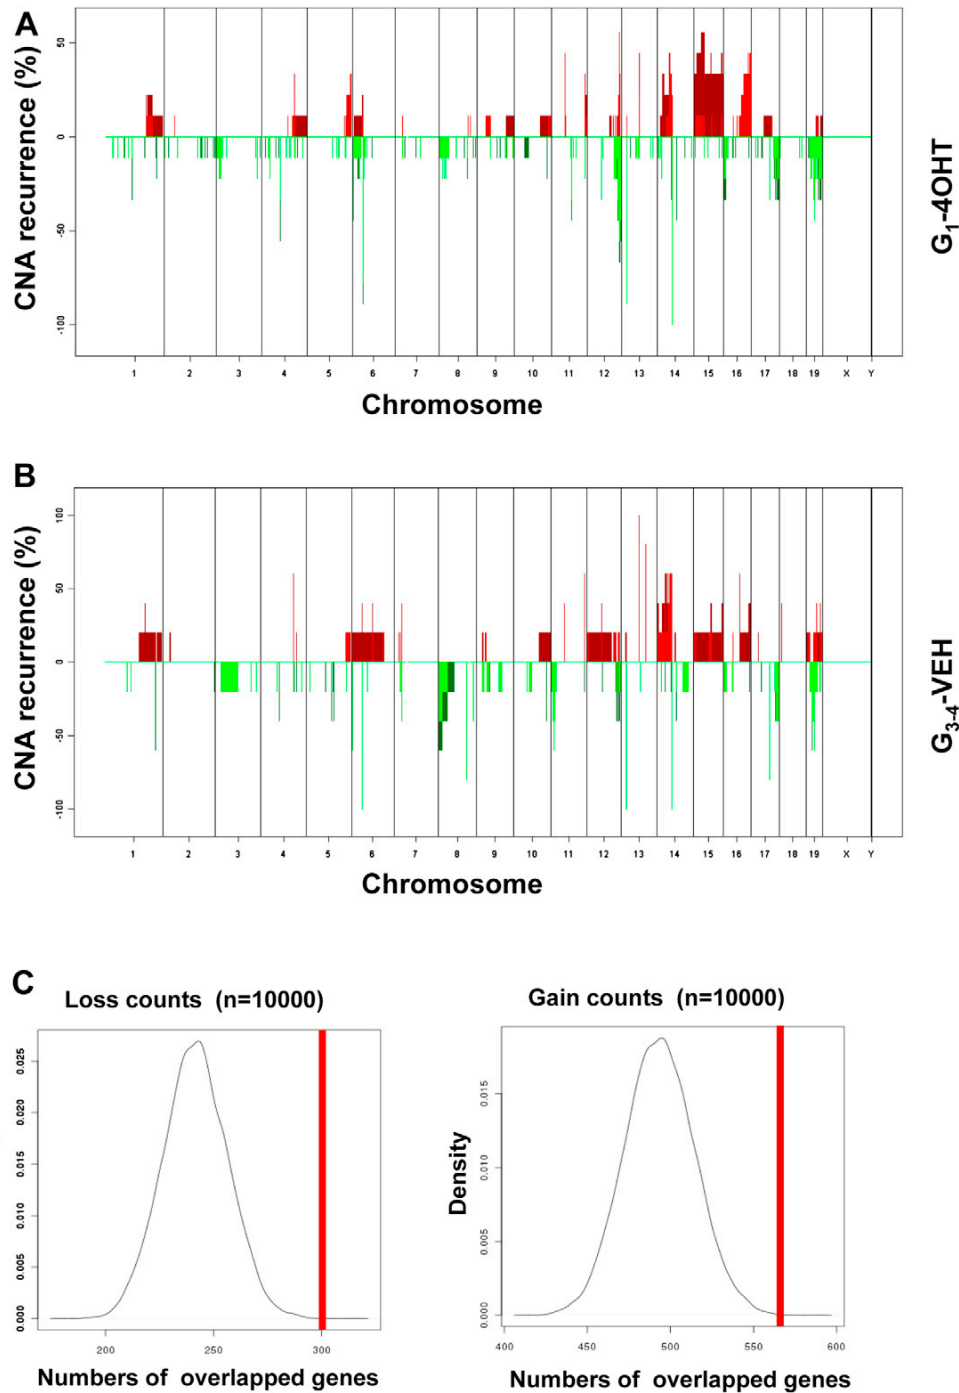 A
CNA recurrence (%)
50
0
-50
-100
1 2 3 4 5 6 7 8 9 10 11 12 13 14 15 16 17 18 19 X Y
Chromosome
G1-4OHT
B
CNA recurrence (%)
100
50
0
-50
-100
1 2 3 4 5 6 7 8 9 10 11 12 13 14 15 16 17 18 19 X Y
Chromosome
G3-4-VEH
C
Loss counts (n=10000)
0.025
0.020
0.015
0.010
0.005
0.000
200 250 300
Numbers of overlapped genes
Gain counts (n=10000)
Density
0.015
0.010
0.005
0.000
400 450 500 550 600
Numbers of overlapped genes